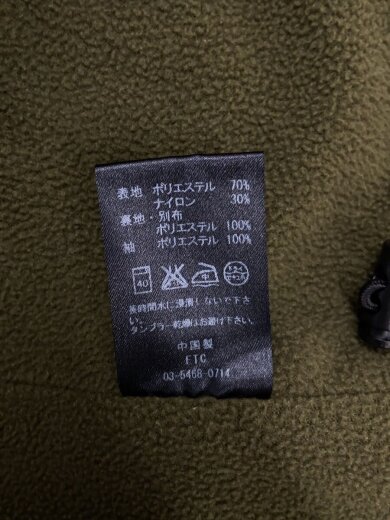 表地 ポリエステル 70%
ナイロン 30%
裏地・別布
ポリエステル 100%
袖 ポリエステル 100%
40
長時間水に浸漬しないで下さ
い。
タンブラー乾燥はお避け下さい。
中国製
ETC
03-5468-0714